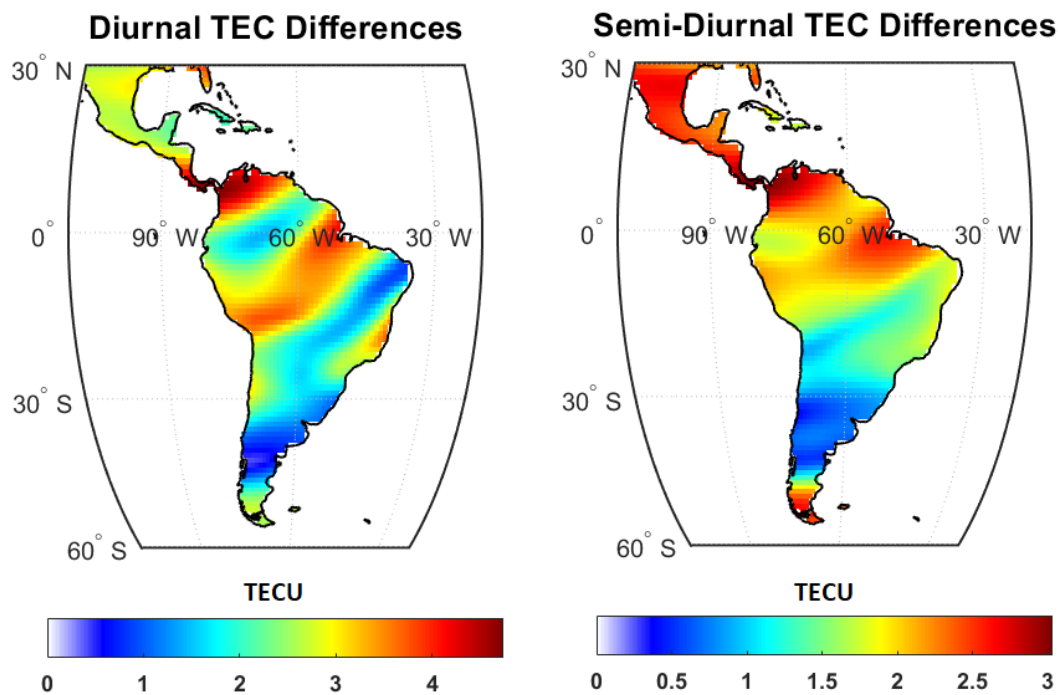 Diurnal TEC Differences
30° N
0°
90° W
60° W
30° W
30° S
60° S
TECU
0 1 2 3 4
Semi-Diurnal TEC Differences
30° N
0°
90° W
60° W
30° W
30° S
60° S
TECU
0 0.5 1 1.5 2 2.5 3